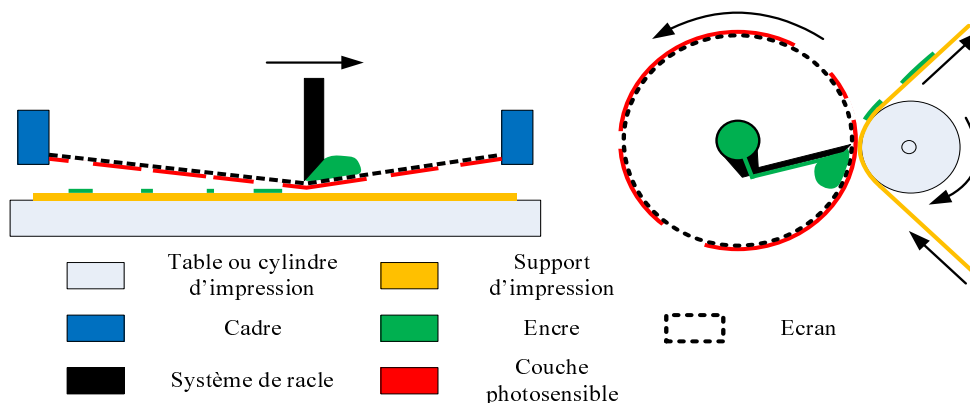 Table ou cylindre
d’impression
Support
d’impression
Cadre
Encre
Ecran
Système de racle
Couche
photosensible